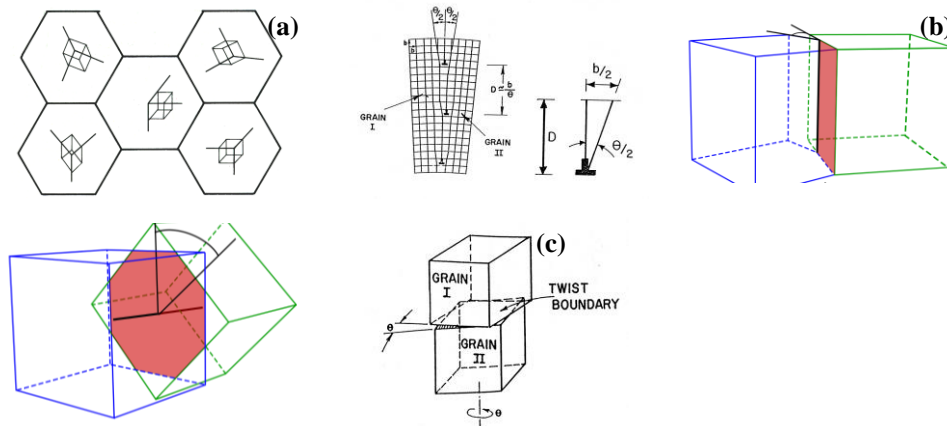 (a)
θ/2 θ/2
b
b
D ≈ b/θ
GRAIN
I
GRAIN
II
b/2
D
θ/2
(b)
(c)
GRAIN
I
TWIST
BOUNDARY
θ
GRAIN
II
θ